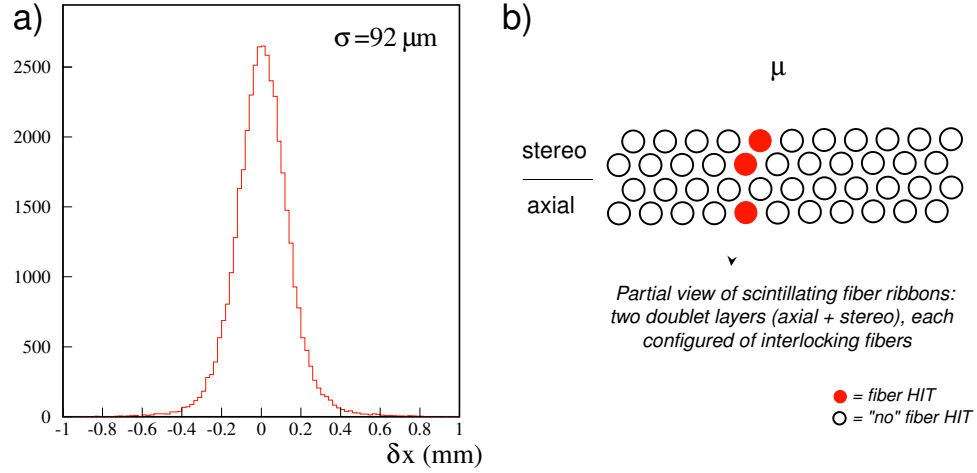 a)
σ=92 μm
2500
2000
1500
1000
500
0
-1 -0.8 -0.6 -0.4 -0.2 0 0.2 0.4 0.6 0.8 1
δx (mm)
b)
μ
stereo
axial
Partial view of scintillating fiber ribbons:
two doublet layers (axial + stereo), each
configured of interlocking fibers
= fiber HIT
= "no" fiber HIT